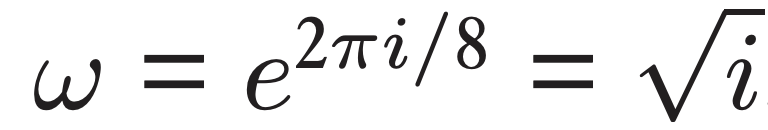 ω = e^{2πi/8} = √i